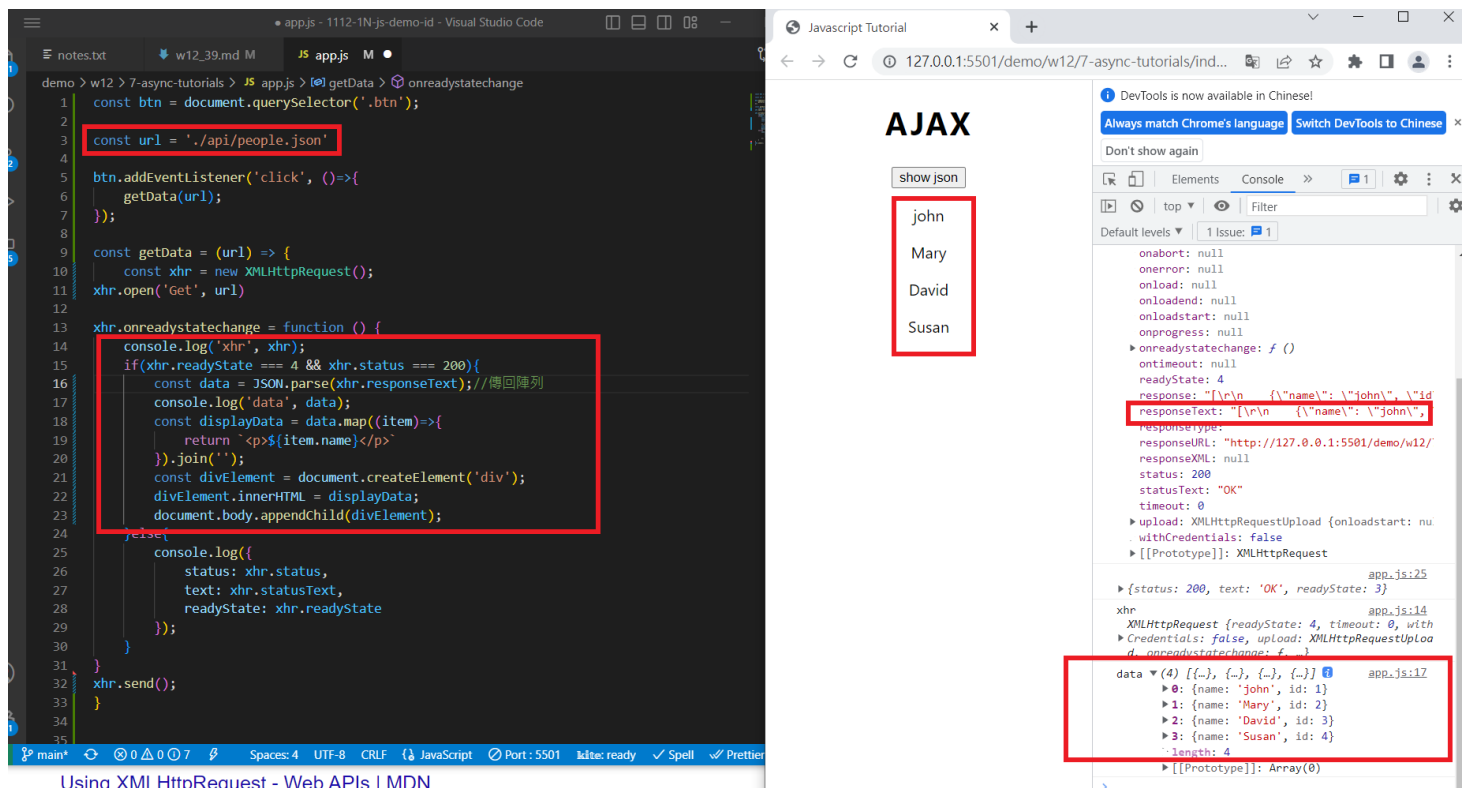 app.js - 1112-1N-js-demo-id - Visual Studio Code
notes.txt
w12_39.md M
JS app.js M
demo > w12 > 7-async-tutorials > JS app.js > getData > onreadystatechange
1 const btn = document.querySelector('.btn');
2
3 const url = './api/people.json'
4
5 btn.addEventListener('click', ()=>{
6 getData(url);
7 });
8
9 const getData = (url) => {
10 const xhr = new XMLHttpRequest();
11 xhr.open('Get', url)
12
13 xhr.onreadystatechange = function () {
14 console.log('xhr', xhr);
15 if(xhr.readyState === 4 && xhr.status === 200){
16 const data = JSON.parse(xhr.responseText);//傳回陣列
17 console.log('data', data);
18 const displayData = data.map((item)=>{
19 return `<p>${item.name}</p>`
20 }).join('');
21 const divElement = document.createElement('div');
22 divElement.innerHTML = displayData;
23 document.body.appendChild(divElement);
24 }else{
25 console.log({
26 status: xhr.status,
27 text: xhr.statusText,
28 readyState: xhr.readyState
29 });
30 }
31 }
32 xhr.send();
33 }
34
35
main* 0 0 7 Spaces: 4 UTF-8 CRLF JavaScript Port : 5501 kite: ready Spell Prettier
Using XMLHttpRequest - Web APIs | MDN
Javascript Tutorial
127.0.0.1:5501/demo/w12/7-async-tutorials/ind...
AJAX
show json
john
Mary
David
Susan
DevTools is now available in Chinese!
Always match Chrome's language
Switch DevTools to Chinese
Don't show again
Elements Console » 1
top Filter
Default levels 1 Issue: 1
onabort: null
onerror: null
onload: null
onloadend: null
onloadstart: null
onprogress: null
onreadystatechange: ƒ ()
ontimeout: null
readyState: 4
response: "[\r\n {\"name\": \"john\", \"id
responseText: "[\r\n {\"name\": \"john\",
responseType:
responseURL: "http://127.0.0.1:5501/demo/w12/
responseXML: null
status: 200
statusText: "OK"
timeout: 0
upload: XMLHttpRequestUpload {onloadstart: nu
withCredentials: false
[[Prototype]]: XMLHttpRequest
app.js:25
{status: 200, text: 'OK', readyState: 3}
xhr app.js:14
XMLHttpRequest {readyState: 4, timeout: 0, with
Credentials: false, upload: XMLHttpRequestUploa
d, onreadystatechange: ƒ, …}
data (4) [{…}, {…}, {…}, {…}] app.js:17
0: {name: 'john', id: 1}
1: {name: 'Mary', id: 2}
2: {name: 'David', id: 3}
3: {name: 'Susan', id: 4}
length: 4
[[Prototype]]: Array(0)